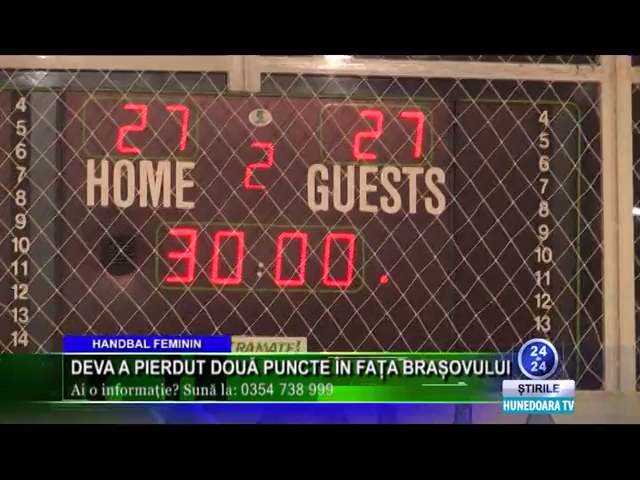 27 27
2
HOME GUESTS
30:00.
4 4
5 5
6 6
7 7
8 8
9 9
10 10
11 11
12 12
13 13
14
HANDBAL FEMININ
DEVA A PIERDUT DOUĂ PUNCTE ÎN FAȚA BRAȘOVULUI
Ai o informație? Sună la: 0354 738 999
24
24
ȘTIRILE
HUNEDOARA TV